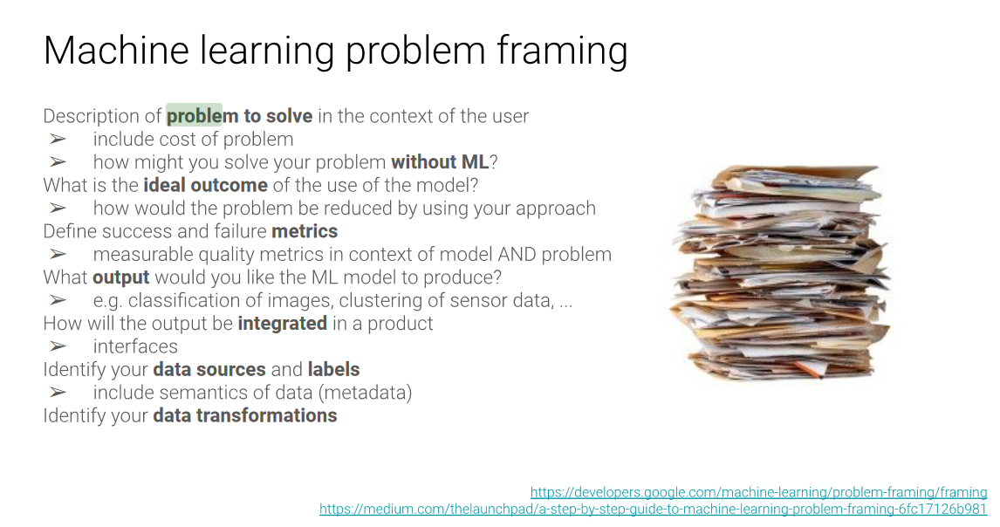 Machine learning problem framing
Description of problem to solve in the context of the user
➢ include cost of problem
➢ how might you solve your problem without ML?
What is the ideal outcome of the use of the model?
➢ how would the problem be reduced by using your approach
Define success and failure metrics
➢ measurable quality metrics in context of model AND problem
What output would you like the ML model to produce?
➢ e.g. classification of images, clustering of sensor data, ...
How will the output be integrated in a product
➢ interfaces
Identify your data sources and labels
➢ include semantics of data (metadata)
Identify your data transformations
https://developers.google.com/machine-learning/problem-framing/framing
https://medium.com/thelaunchpad/a-step-by-step-guide-to-machine-learning-problem-framing-6fc17126b981